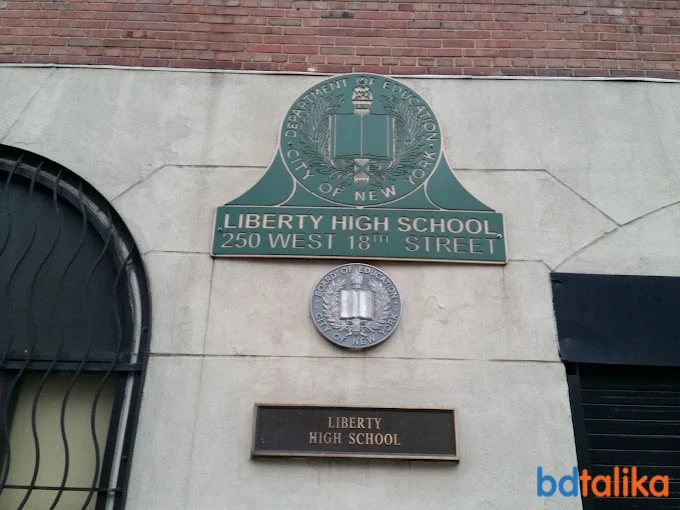 DEPARTMENT OF EDUCATION
CITY OF NEW YORK
LIBERTY HIGH SCHOOL
250 WEST 18TH STREET
BOARD OF EDUCATION
CITY OF NEW YORK
LIBERTY
HIGH SCHOOL
bdtalika